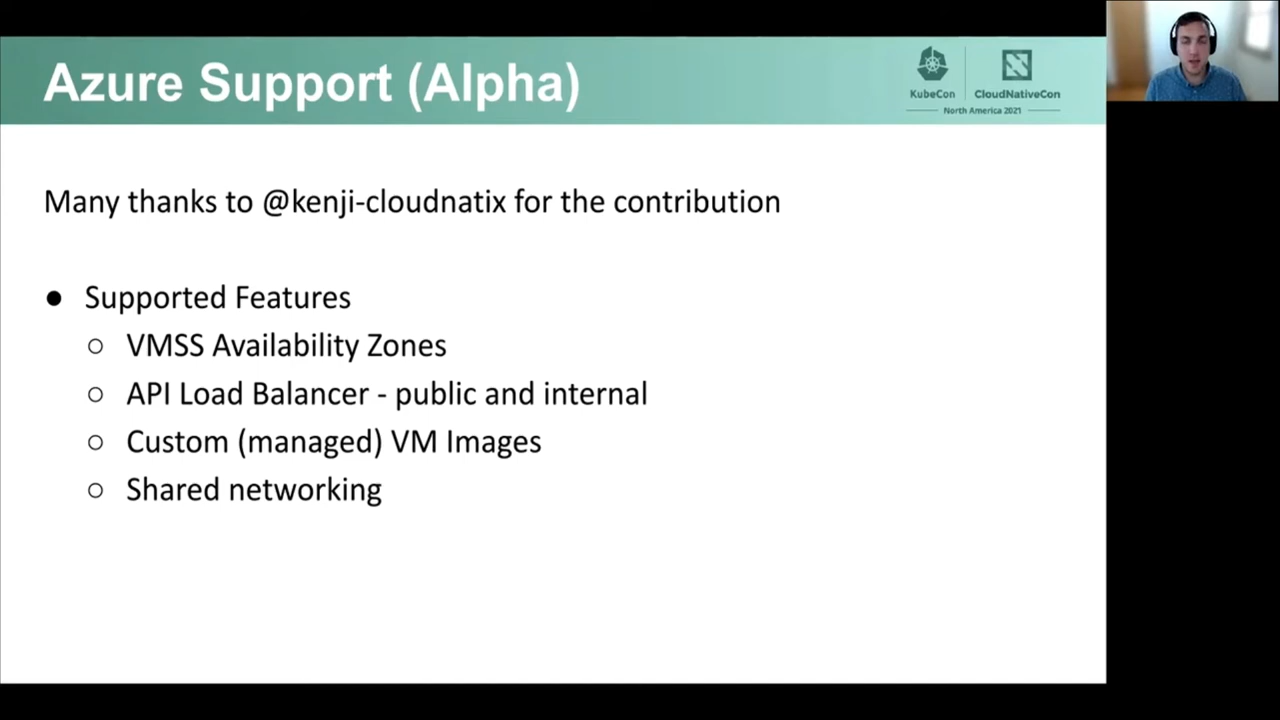 Azure Support (Alpha)
KubeCon
CloudNativeCon
North America 2021
Many thanks to @kenji-cloudnatix for the contribution
● Supported Features
○ VMSS Availability Zones
○ API Load Balancer - public and internal
○ Custom (managed) VM Images
○ Shared networking